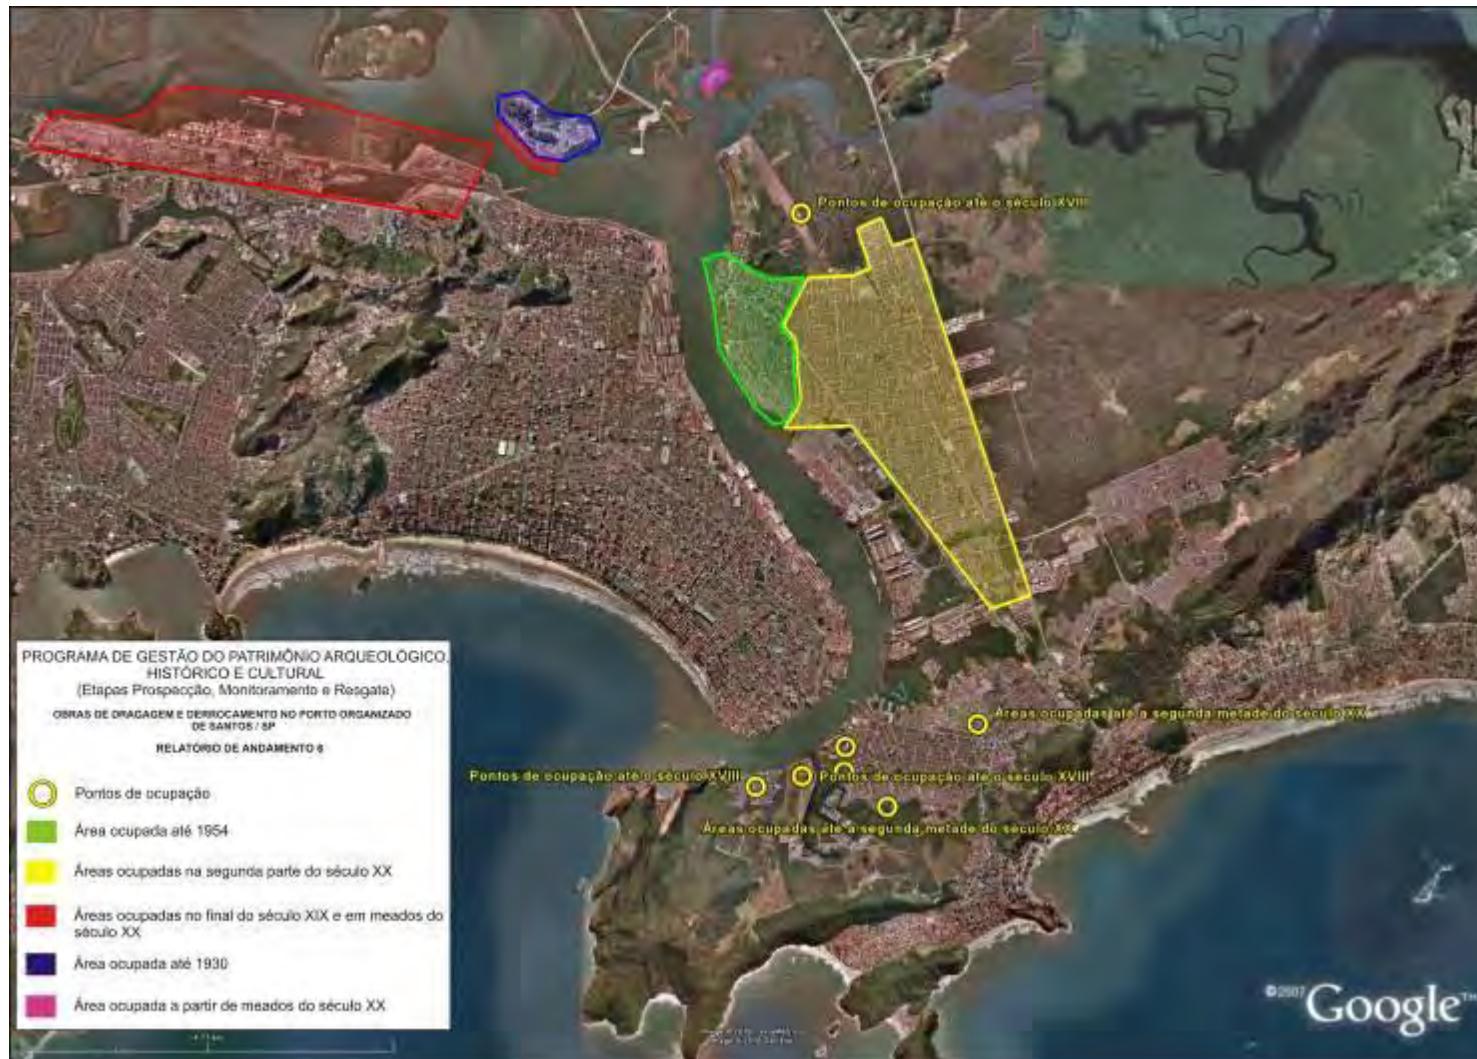 Pontos de ocupação até o século XVIII
Áreas ocupadas até a segunda metade do século XX
Pontos de ocupação até o século XVIII
Pontos de ocupação até o século XVIII
Áreas ocupadas até a segunda metade do século XX
PROGRAMA DE GESTÃO DO PATRIMÔNIO ARQUEOLÓGICO,
HISTÓRICO E CULTURAL
(Etapas Prospecção, Monitoramento e Resgate)
OBRAS DE DRAGAGEM E DERROCAMENTO NO PORTO ORGANIZADO
DE SANTOS / SP
RELATÓRIO DE ANDAMENTO 6
Pontos de ocupação
Área ocupada até 1954
Áreas ocupadas na segunda parte do século XX
Áreas ocupadas no final do século XIX e em meados do
século XX
Área ocupada até 1930
Área ocupada a partir de meados do século XX
©2007 Google™